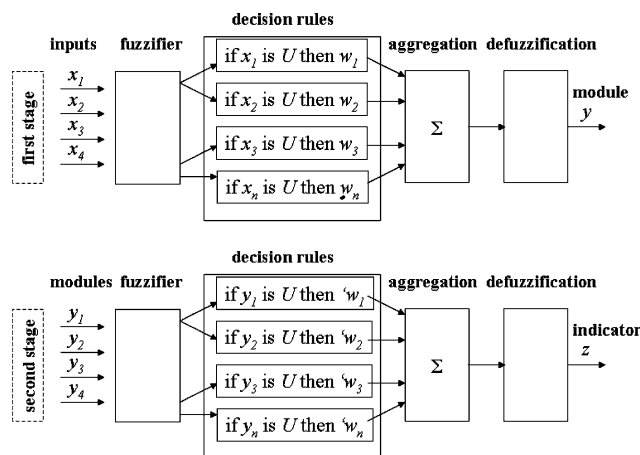 decision rules
inputs fuzzifier aggregation defuzzification
first stage
x1
x2
x3
x4
if x1 is U then w1
if x2 is U then w2
if x3 is U then w3
if xn is U then wn
Σ
module
y
decision rules
modules fuzzifier aggregation defuzzification
second stage
y1
y2
y3
y4
if y1 is U then ‘w1
if y2 is U then ‘w2
if y3 is U then ‘w3
if yn is U then ‘wn
Σ
indicator
z